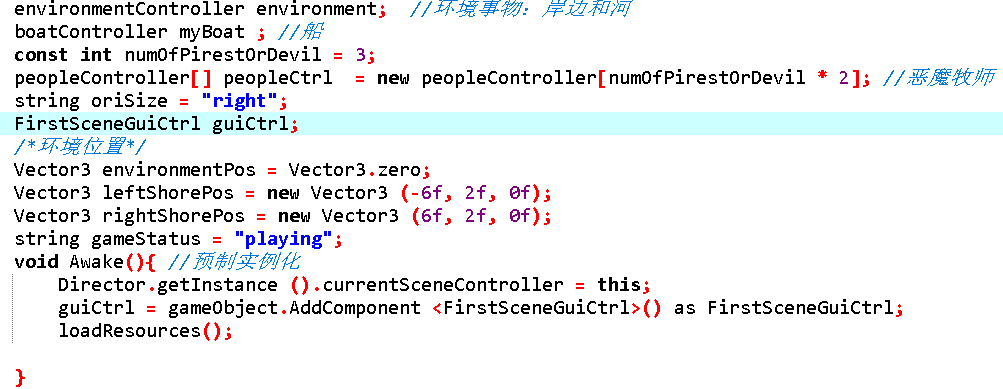 environmentController environment;  //环境事物：岸边和河
boatController myBoat ; //船
const int numOfPirestOrDevil = 3;
peopleController[] peopleCtrl  = new peopleController[numOfPirestOrDevil * 2]; //恶魔牧师
string oriSize = "right";
FirstSceneGuiCtrl guiCtrl;
/*环境位置*/
Vector3 environmentPos = Vector3.zero;
Vector3 leftShorePos = new Vector3 (-6f, 2f, 0f);
Vector3 rightShorePos = new Vector3 (6f, 2f, 0f);
string gameStatus = "playing";
void Awake(){ //预制实例化
    Director.getInstance ().currentSceneController = this;
    guiCtrl = gameObject.AddComponent <FirstSceneGuiCtrl>() as FirstSceneGuiCtrl;
    loadResources();
}